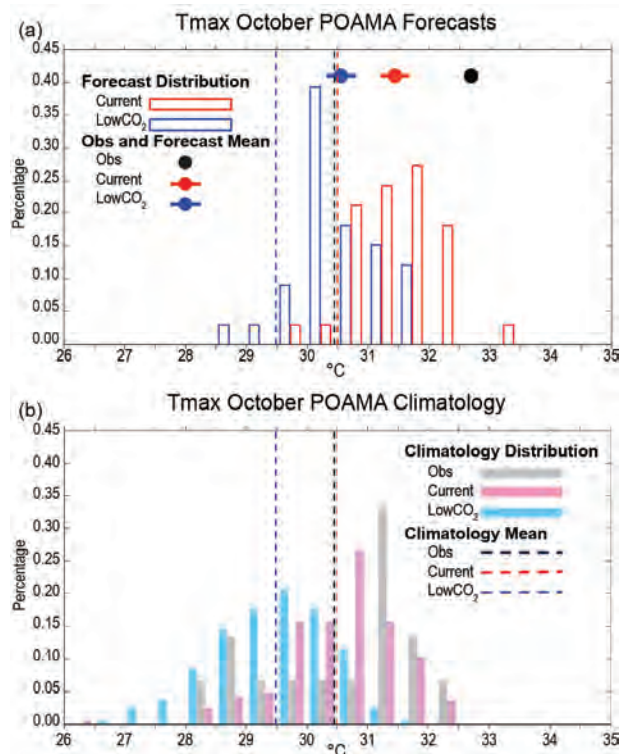 (a)
Tmax October POAMA Forecasts
0.45
0.40
0.35
0.30
0.25
0.20
0.15
0.10
0.05
0.00
Percentage
Forecast Distribution
Current
LowCO₂
Obs and Forecast Mean
Obs
Current
LowCO₂
26 27 28 29 30 31 32 33 34 35
°C
(b)
Tmax October POAMA Climatology
0.45
0.40
0.35
0.30
0.25
0.20
0.15
0.10
0.05
0.00
Percentage
Climatology Distribution
Obs
Current
LowCO₂
Climatology Mean
Obs
Current
LowCO₂
26 27 28 29 30 31 32 33 34 35
°C